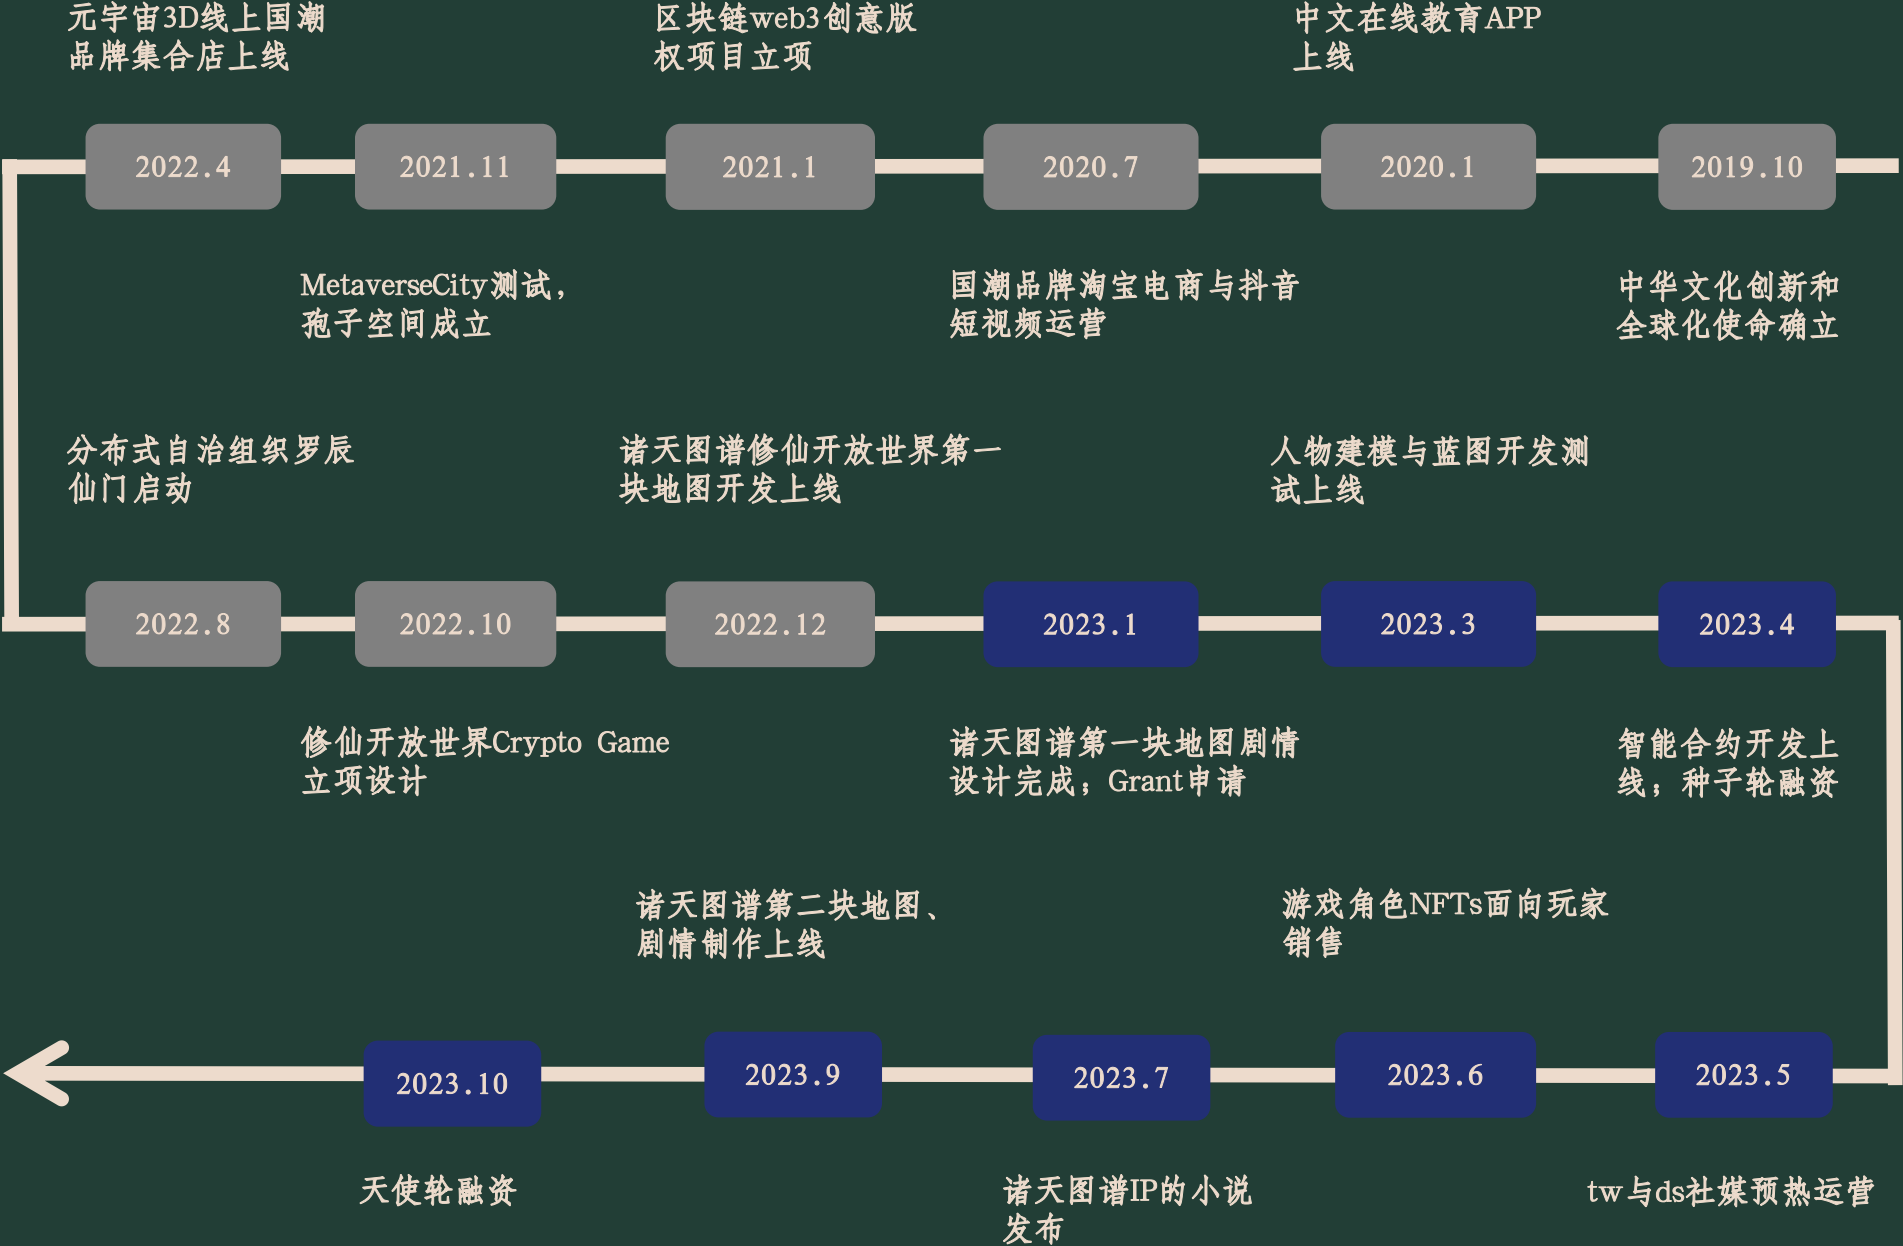 元宇宙3D线上国潮
品牌集合店上线
区块链web3创意版
权项目立项
中文在线教育APP
上线
2022.4
2021.11
2021.1
2020.7
2020.1
2019.10
MetaverseCity测试，
孢子空间成立
国潮品牌淘宝电商与抖音
短视频运营
中华文化创新和
全球化使命确立
分布式自治组织罗辰
仙门启动
诸天图谱修仙开放世界第一
块地图开发上线
人物建模与蓝图开发测
试上线
2022.8
2022.10
2022.12
2023.1
2023.3
2023.4
修仙开放世界Crypto Game
立项设计
诸天图谱第一块地图剧情
设计完成；Grant申请
智能合约开发上
线；种子轮融资
诸天图谱第二块地图、
剧情制作上线
游戏角色NFTs面向玩家
销售
2023.10
2023.9
2023.7
2023.6
2023.5
天使轮融资
诸天图谱IP的小说
发布
tw与ds社媒预热运营